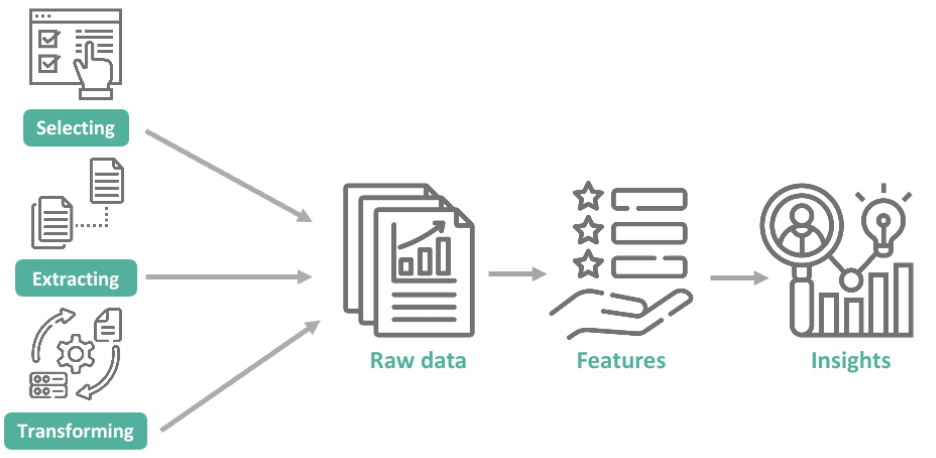 Selecting
Extracting
Transforming
Raw data
Features
Insights